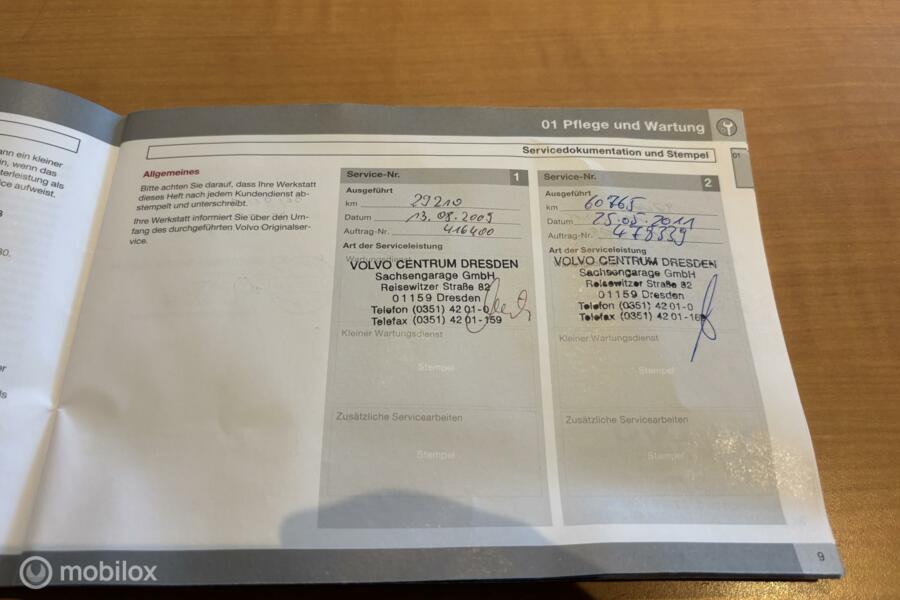 ann ein kleiner
in, wenn das
terleistung als
ice aufweist.
01 Pflege und Wartung
Servicedokumentation und Stempel
01
Allgemeines
Bitte achten Sie darauf, dass Ihre Werkstatt
dieses Heft nach jedem Kundendienst ab-
stempelt und unterschreibt.
Ihre Werkstatt informiert Sie über den Um-
fang des durchgeführten Volvo Originalser-
vice.
Service-Nr. 1
Ausgeführt
km 29210
Datum 13.08.2009
Auftrag-Nr. 416400
Art der Serviceleistung
VOLVO CENTRUM DRESDEN
Sachsengarage GmbH
Reisewitzer Straße 82
01159 Dresden
Telefon (0351) 42 01-0
Telefax (0351) 42 01-159
Kleiner Wartungsdienst
Stempel
Zusätzliche Servicearbeiten
Stempel
Service-Nr. 2
Ausgeführt
km 60765
Datum 25.05.2011
Auftrag-Nr. 478339
Art der Serviceleistung
VOLVO CENTRUM DRESDEN
Sachsengarage GmbH
Reisewitzer Straße 82
01159 Dresden
Telefon (0351) 42 01-0
Telefax (0351) 42 01-159
Kleiner Wartungsdienst
Stempel
Zusätzliche Servicearbeiten
Stempel
9
mobilox